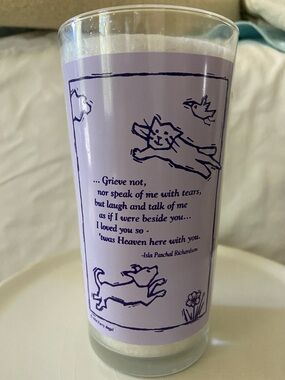 ... Grieve not,
nor speak of me with tears,
but laugh and talk of me
as if I were beside you...
I loved you so -
'twas Heaven here with you.
-Isla Paschal Richardson